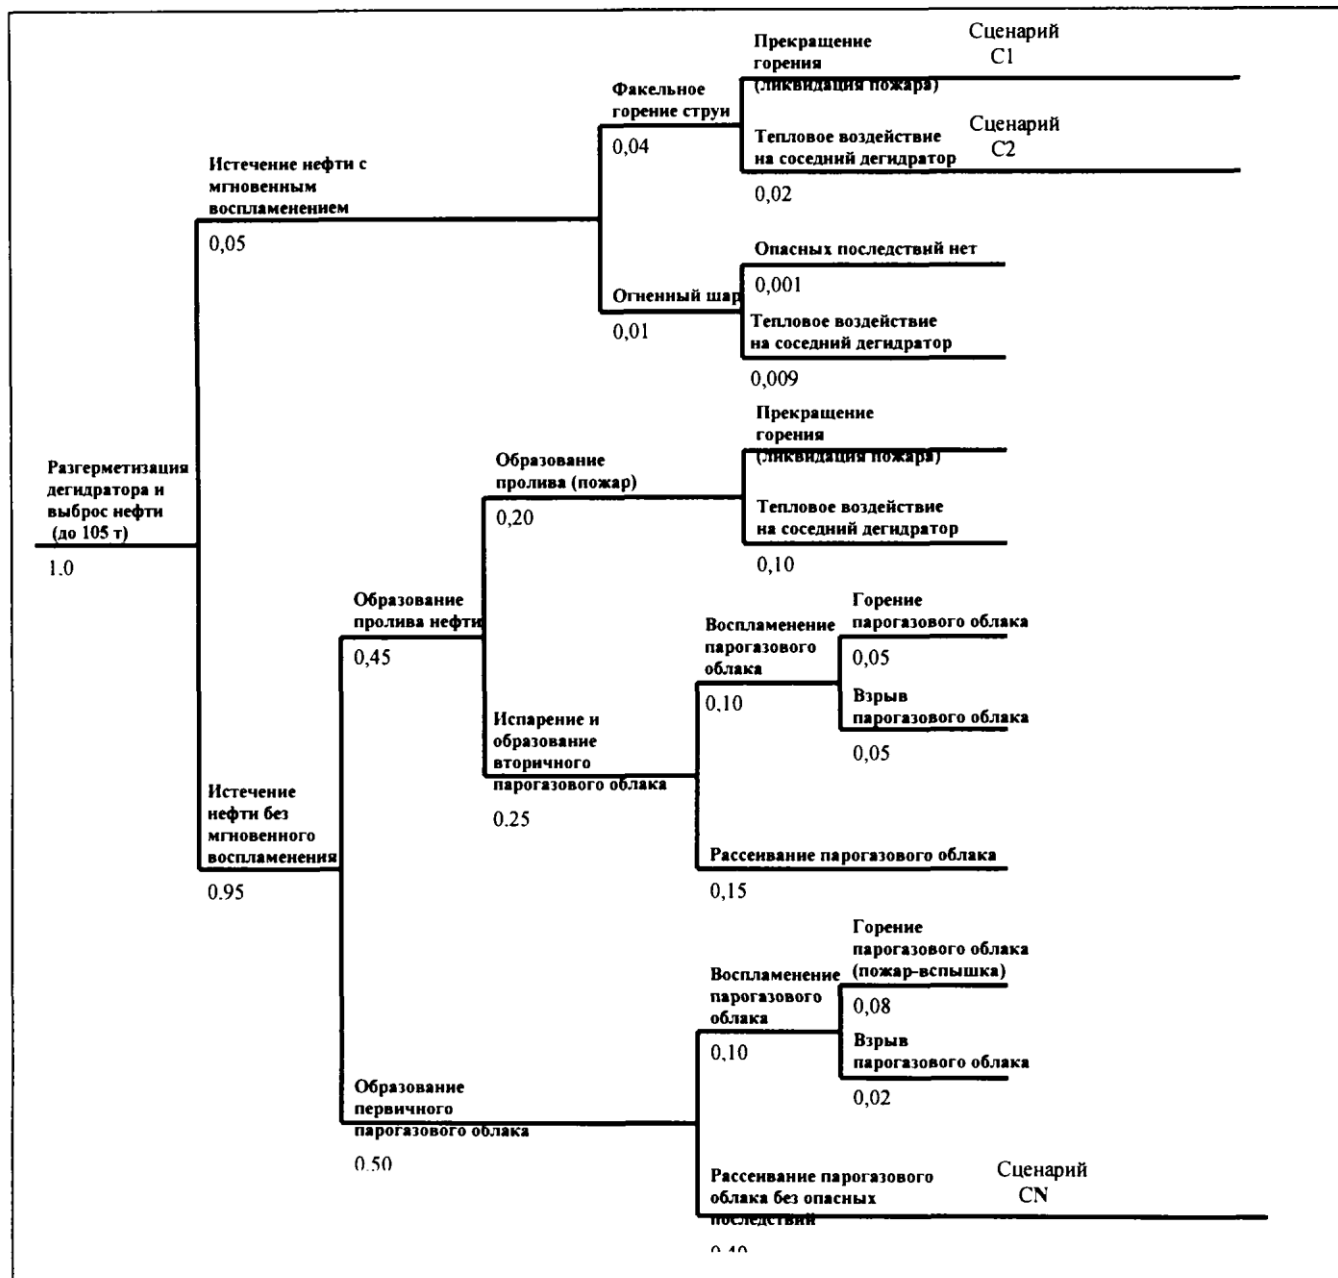 Прекращение
горения
(ликвидация пожара)
Сценарий
С1
Факельное
горение струи
0,04
Тепловое воздействие
на соседний дегидратор
Сценарий
С2
0,02
Истечение нефти с
мгновенным
воспламенением
0,05
Опасных последствий нет
0,001
Огненный шар
0,01
Тепловое воздействие
на соседний дегидратор
0,009
Прекращение
горения
(ликвидация пожара)
Разгерметизация
дегидратора и
выброс нефти
(до 105 т)
1.0
Образование
пролива (пожар)
0,20
Тепловое воздействие
на соседний дегидратор
0,10
Образование
пролива нефти
0,45
Воспламенение
парогазового
облака
0,10
Горение
парогазового облака
0,05
Взрыв
парогазового облака
0,05
Испарение и
образование
вторичного
парогазового облака
0.25
Истечение
нефти без
мгновенного
воспламенения
0.95
Рассеивание парогазового облака
0,15
Горение
парогазового облака
(пожар-вспышка)
0,08
Воспламенение
парогазового
облака
0,10
Взрыв
парогазового облака
0,02
Образование
первичного
парогазового облака
0.50
Рассеивание парогазового
облака без опасных
последствий
Сценарий
CN
0,40